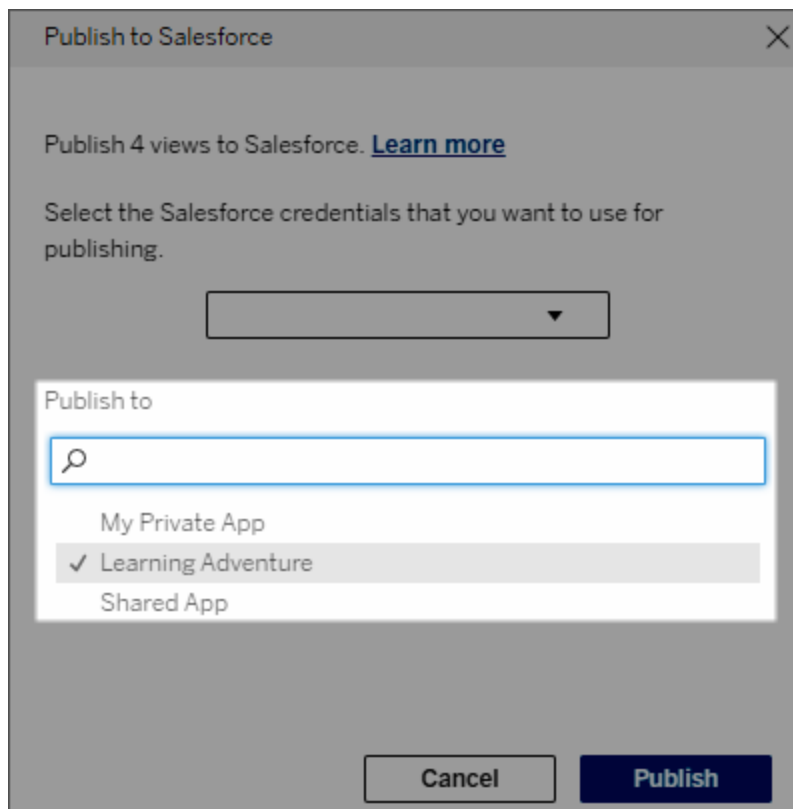 Publish to Salesforce
Publish 4 views to Salesforce. Learn more
Select the Salesforce credentials that you want to use for
publishing.
Publish to
My Private App
Learning Adventure
Shared App
Cancel Publish